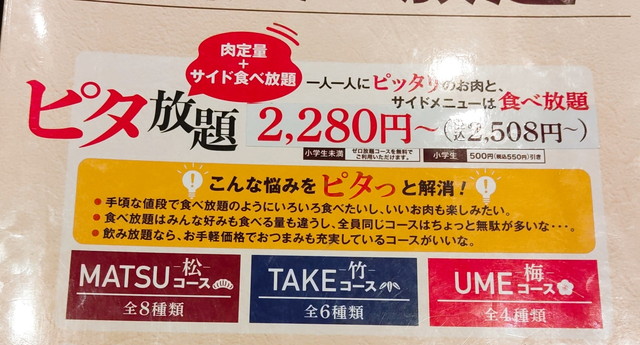 肉定量
+
サイド食べ放題
ピタ放題
一人一人にピッタリのお肉と、
サイドメニューは食べ放題
2,280円～(税込2,508円～)
小学生未満 ゼロ放題コースを無料でご利用いただけます。 小学生 500円(税込550円)引き
こんな悩みをピタっと解消！
●手頃な値段で食べ放題のようにいろいろ食べたいし、いいお肉も楽しみたい。
●食べ放題はみんな好みも食べる量も違うし、全員同じコースはちょっと無駄が多いな･･･。
●飲み放題なら、お手軽価格でおつまみも充実しているコースがいいな。
MATSU -松- コース
全8種類
TAKE -竹- コース
全6種類
UME -梅- コース
全4種類